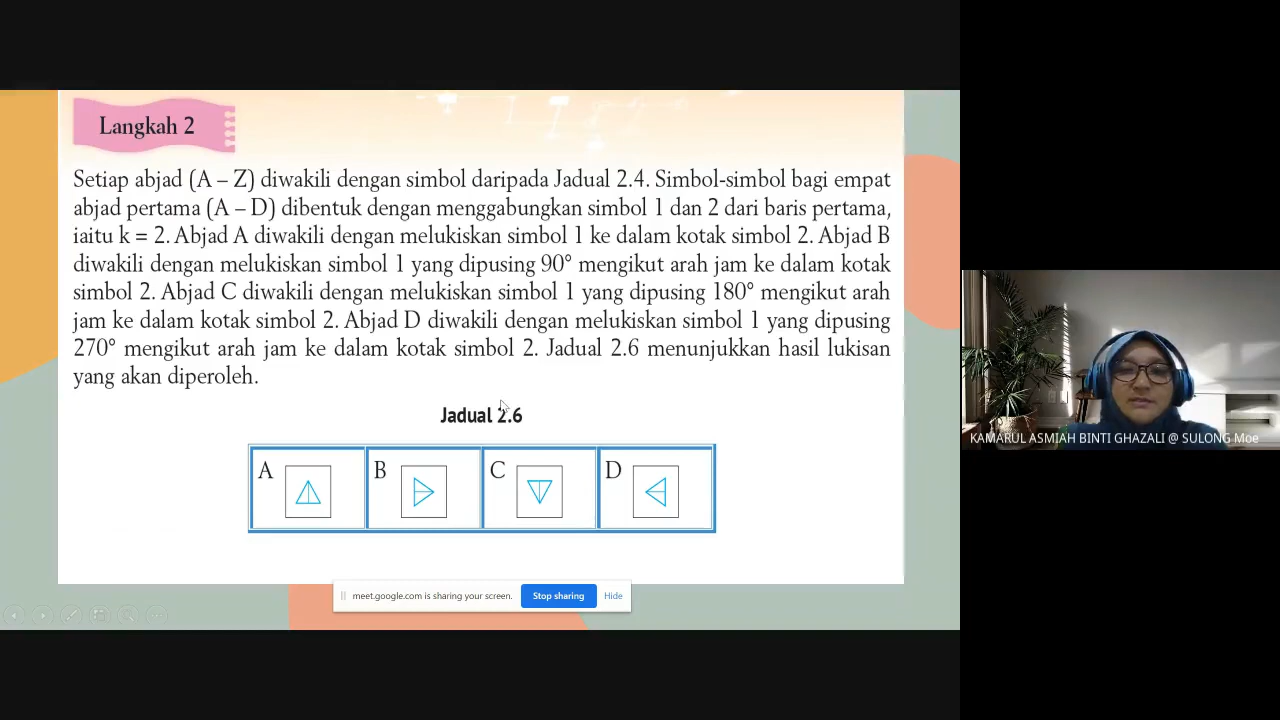 Langkah 2
Setiap abjad (A – Z) diwakili dengan simbol daripada Jadual 2.4. Simbol-simbol bagi empat
abjad pertama (A – D) dibentuk dengan menggabungkan simbol 1 dan 2 dari baris pertama,
iaitu k = 2. Abjad A diwakili dengan melukiskan simbol 1 ke dalam kotak simbol 2. Abjad B
diwakili dengan melukiskan simbol 1 yang dipusing 90° mengikut arah jam ke dalam kotak
simbol 2. Abjad C diwakili dengan melukiskan simbol 1 yang dipusing 180° mengikut arah
jam ke dalam kotak simbol 2. Abjad D diwakili dengan melukiskan simbol 1 yang dipusing
270° mengikut arah jam ke dalam kotak simbol 2. Jadual 2.6 menunjukkan hasil lukisan
yang akan diperoleh.
Jadual 2.6
A B C D
meet.google.com is sharing your screen. Stop sharing Hide
KAMARUL ASMIAH BINTI GHAZALI @ SULONG Moe